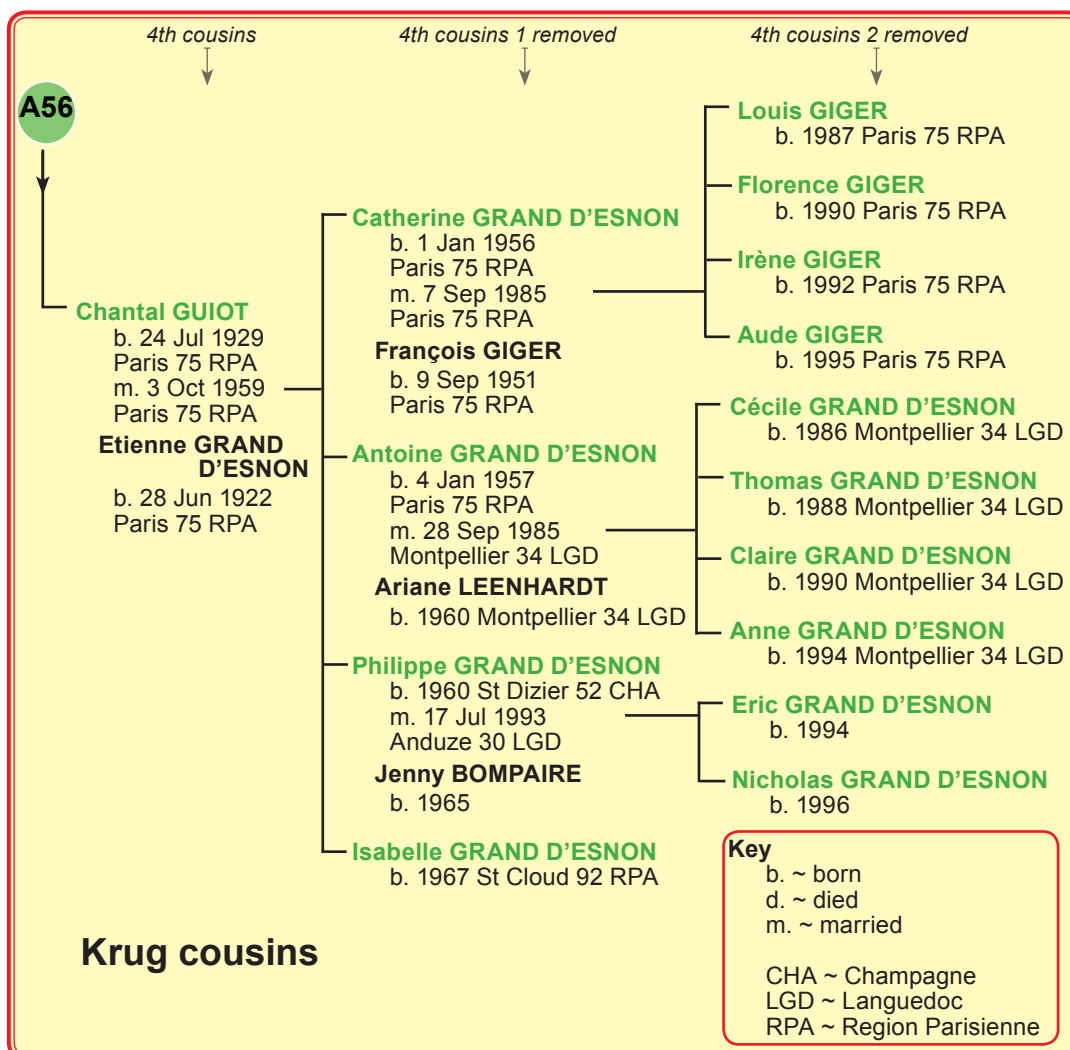 4th cousins
4th cousins 1 removed
4th cousins 2 removed
A56
Chantal GUIOT
b. 24 Jul 1929
Paris 75 RPA
m. 3 Oct 1959
Paris 75 RPA
Etienne GRAND
D’ESNON
b. 28 Jun 1922
Paris 75 RPA
Catherine GRAND D’ESNON
b. 1 Jan 1956
Paris 75 RPA
m. 7 Sep 1985
Paris 75 RPA
François GIGER
b. 9 Sep 1951
Paris 75 RPA
Antoine GRAND D’ESNON
b. 4 Jan 1957
Paris 75 RPA
m. 28 Sep 1985
Montpellier 34 LGD
Ariane LEENHARDT
b. 1960 Montpellier 34 LGD
Philippe GRAND D’ESNON
b. 1960 St Dizier 52 CHA
m. 17 Jul 1993
Anduze 30 LGD
Jenny BOMPAIRE
b. 1965
Isabelle GRAND D’ESNON
b. 1967 St Cloud 92 RPA
Louis GIGER
b. 1987 Paris 75 RPA
Florence GIGER
b. 1990 Paris 75 RPA
Irène GIGER
b. 1992 Paris 75 RPA
Aude GIGER
b. 1995 Paris 75 RPA
Cécile GRAND D’ESNON
b. 1986 Montpellier 34 LGD
Thomas GRAND D’ESNON
b. 1988 Montpellier 34 LGD
Claire GRAND D’ESNON
b. 1990 Montpellier 34 LGD
Anne GRAND D’ESNON
b. 1994 Montpellier 34 LGD
Eric GRAND D’ESNON
b. 1994
Nicholas GRAND D’ESNON
b. 1996
Krug cousins
Key
b. ~ born
d. ~ died
m. ~ married
CHA ~ Champagne
LGD ~ Languedoc
RPA ~ Region Parisienne